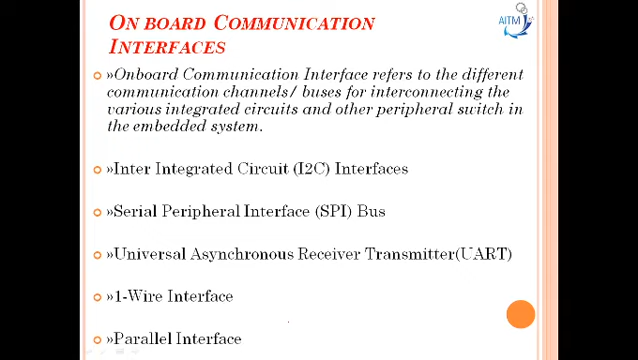 ON BOARD COMMUNICATION
INTERFACES
AITM
»Onboard Communication Interface refers to the different
communication channels/ buses for interconnecting the
various integrated circuits and other peripheral switch in
the embedded system.
»Inter Integrated Circuit (I2C) Interfaces
»Serial Peripheral Interface (SPI) Bus
»Universal Asynchronous Receiver Transmitter(UART)
»1-Wire Interface
»Parallel Interface